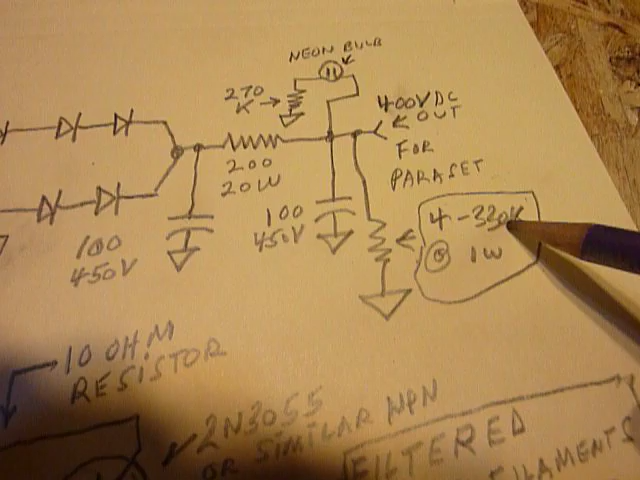 NEON BULB
270
K
400VDC
OUT
FOR
PARASET
200
20W
100
450V
100
450V
4-330K
@ 1W
10 OHM
RESISTOR
2N3055
OR SIMILAR NPN
FILTERED
FILAMENTS